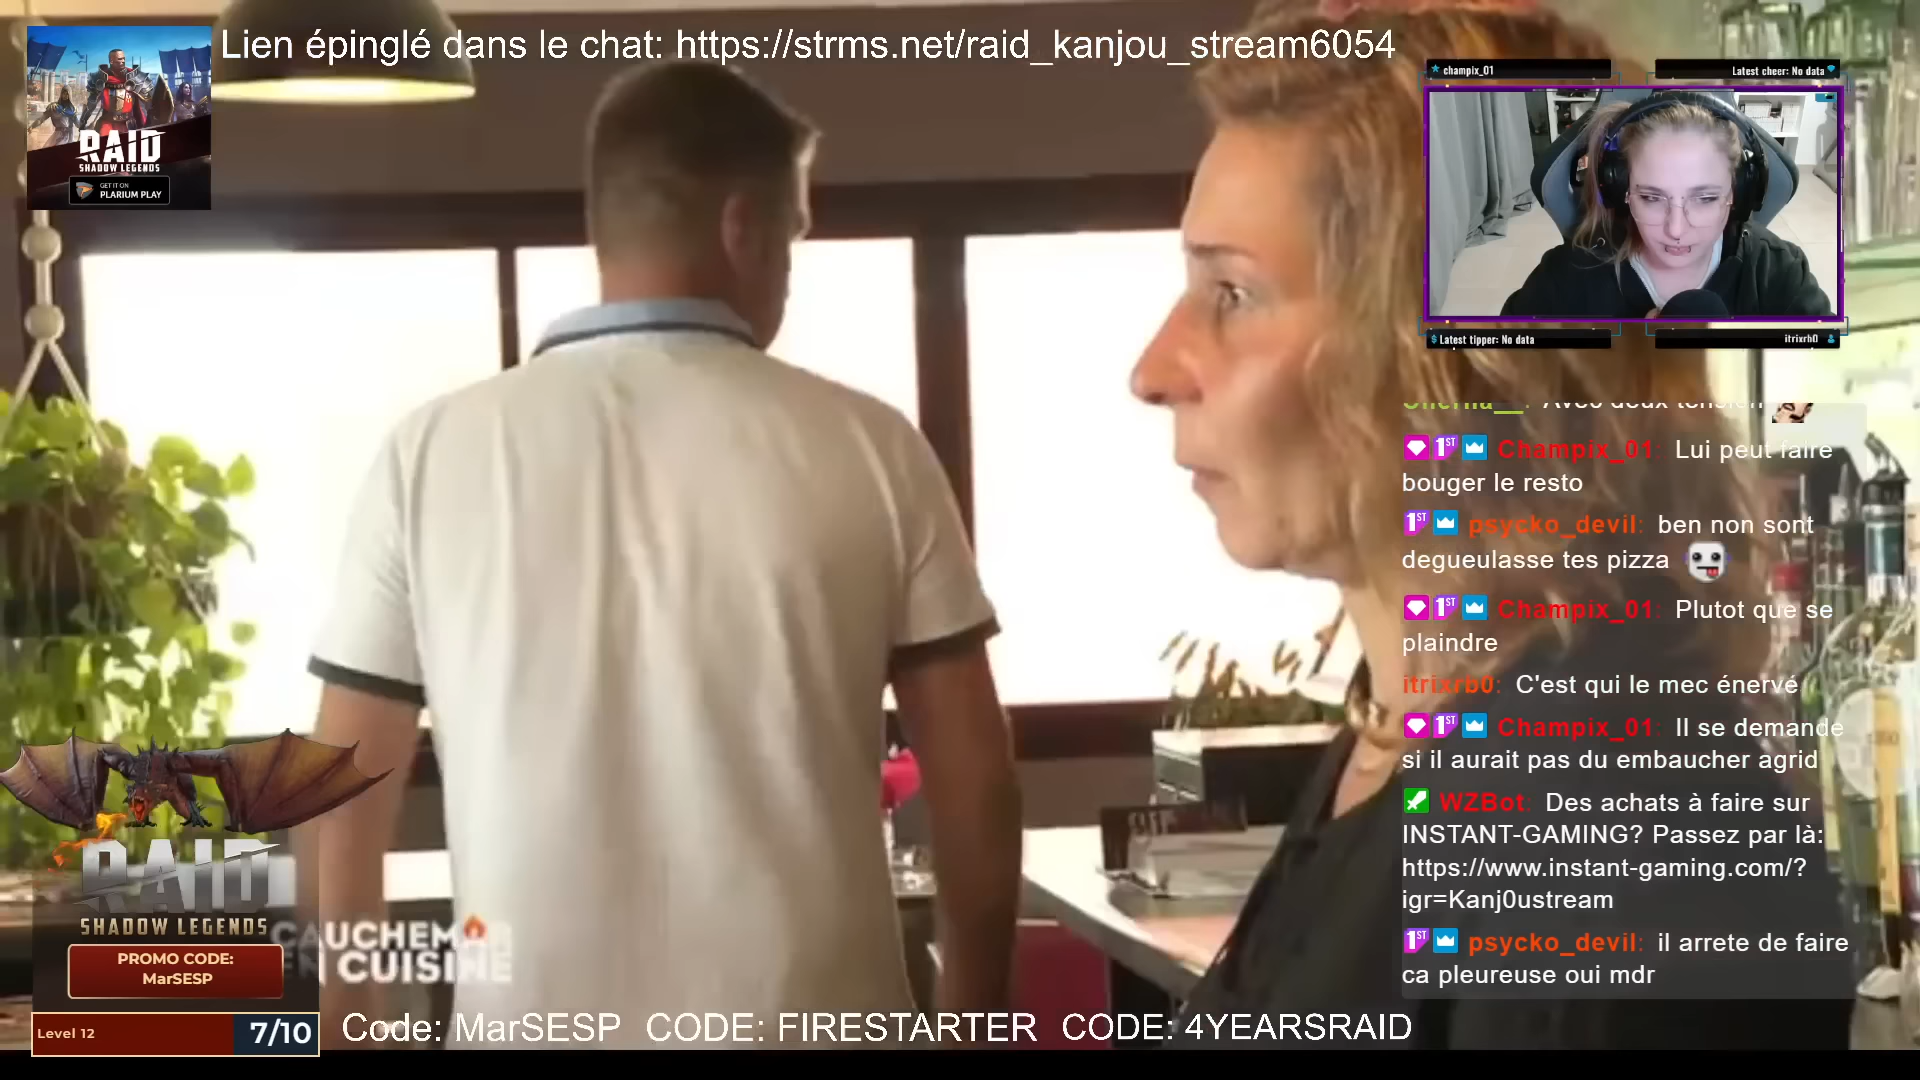 Lien épinglé dans le chat: https://strms.net/raid_kanjou_stream6054
RAID
SHADOW LEGENDS
GET IT ON
PLARIUM PLAY
champix_01
Latest cheer: No data
Latest tipper: No data
itrixrb0
Avec deux
Champix_01: Lui peut faire
bouger le resto
psycko_devil: ben non sont
degueulasse tes pizza
Champix_01: Plutot que se
plaindre
itrixrb0: C'est qui le mec énervé
Champix_01: Il se demande
si il aurait pas du embaucher agrid
WZBot: Des achats à faire sur
INSTANT-GAMING? Passez par là:
https://www.instant-gaming.com/?
igr=Kanj0ustream
psycko_devil: il arrete de faire
ca pleureuse oui mdr
RAID
SHADOW LEGENDS
CAUCHEMAR
EN CUISINE
PROMO CODE:
MarSESP
Level 12
7/10
Code: MarSESP CODE: FIRESTARTER CODE: 4YEARSRAID